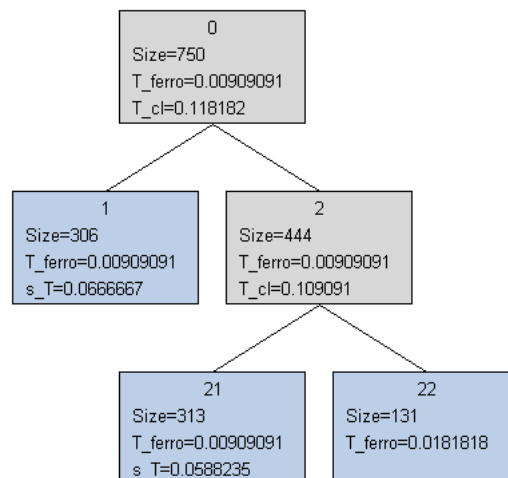 0
Size=750
T_ferro=0.00909091
T_cl=0.118182
1
Size=306
T_ferro=0.00909091
s_T=0.0666667
2
Size=444
T_ferro=0.00909091
T_cl=0.109091
21
Size=313
T_ferro=0.00909091
s_T=0.0588235
22
Size=131
T_ferro=0.0181818